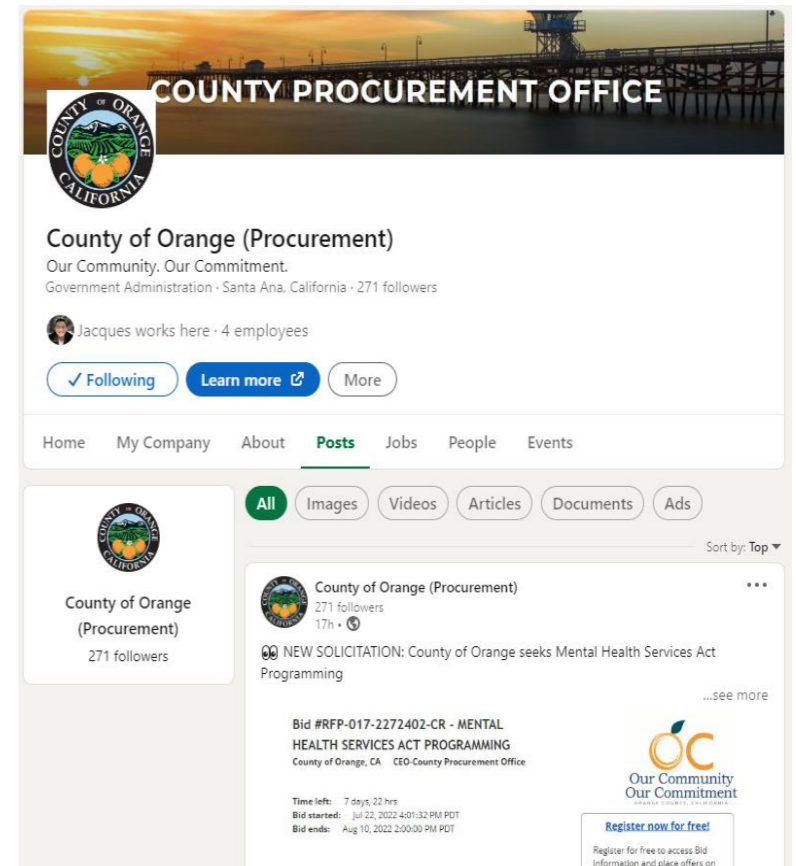 COUNTY PROCUREMENT OFFICE
COUNTY OF ORANGE
CALIFORNIA
County of Orange (Procurement)
Our Community. Our Commitment.
Government Administration · Santa Ana, California · 271 followers
Jacques works here · 4 employees
✓ Following
Learn more
More
Home My Company About Posts Jobs People Events
COUNTY OF ORANGE
CALIFORNIA
County of Orange
(Procurement)
271 followers
All Images Videos Articles Documents Ads
Sort by: Top
County of Orange (Procurement)
271 followers
17h •
👀 NEW SOLICITATION: County of Orange seeks Mental Health Services Act
Programming
...see more
Bid #RFP-017-2272402-CR - MENTAL
HEALTH SERVICES ACT PROGRAMMING
County of Orange, CA CEO-County Procurement Office
Time left: 7 days, 22 hrs
Bid started: Jul 22, 2022 4:01:32 PM PDT
Bid ends: Aug 10, 2022 2:00:00 PM PDT
OC
Our Community
Our Commitment
ORANGE COUNTY, CALIFORNIA
Register now for free!
Register for free to access Bid
information and place offers on